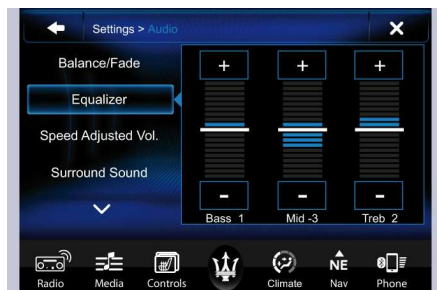 Settings > Audio
Balance/Fade
Equalizer
Speed Adjusted Vol.
Surround Sound
+ + +
- - -
Bass 1 Mid -3 Treb 2
NE
Radio Media Controls Climate Nav Phone